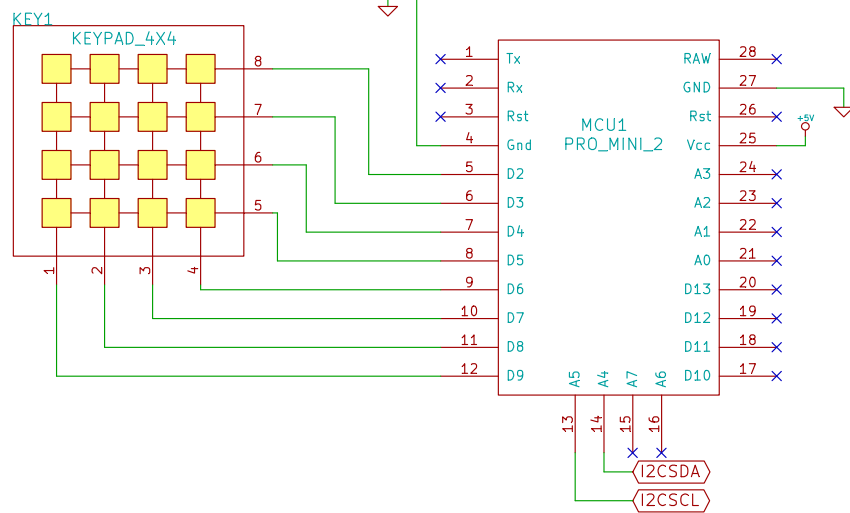 KEY1
KEYPAD_4X4
8
7
6
5
1
2
3
4
MCU1
PRO_MINI_2
1 Tx
2 Rx
3 Rst
4 Gnd
5 D2
6 D3
7 D4
8 D5
9 D6
10 D7
11 D8
12 D9
RAW 28
GND 27
Rst 26
Vcc 25
+5V
A3 24
A2 23
A1 22
A0 21
D13 20
D12 19
D11 18
D10 17
A5 13
A4 14
A7 15
A6 16
I2CSDA
I2CSCL